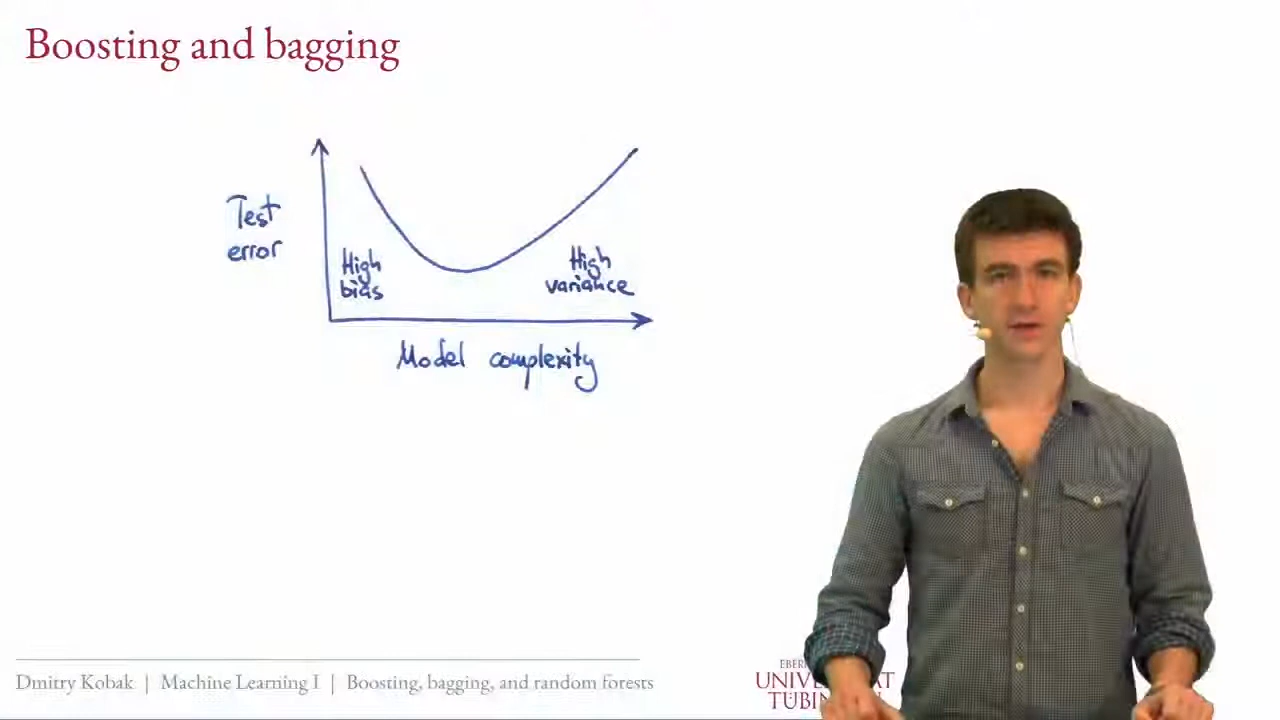 Boosting and bagging
Test
error
High
bias
High
variance
Model complexity
Dmitry Kobak | Machine Learning I | Boosting, bagging, and random forests